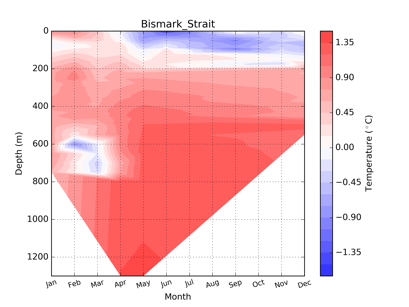 Bismark_Strait
0
200
400
600
800
1000
1200
Depth (m)
Jan Feb Mar Apr May Jun Jul Aug Sep Oct Nov Dec
Month
1.35
0.90
0.45
0.00
−0.45
−0.90
−1.35
Temperature (°C)